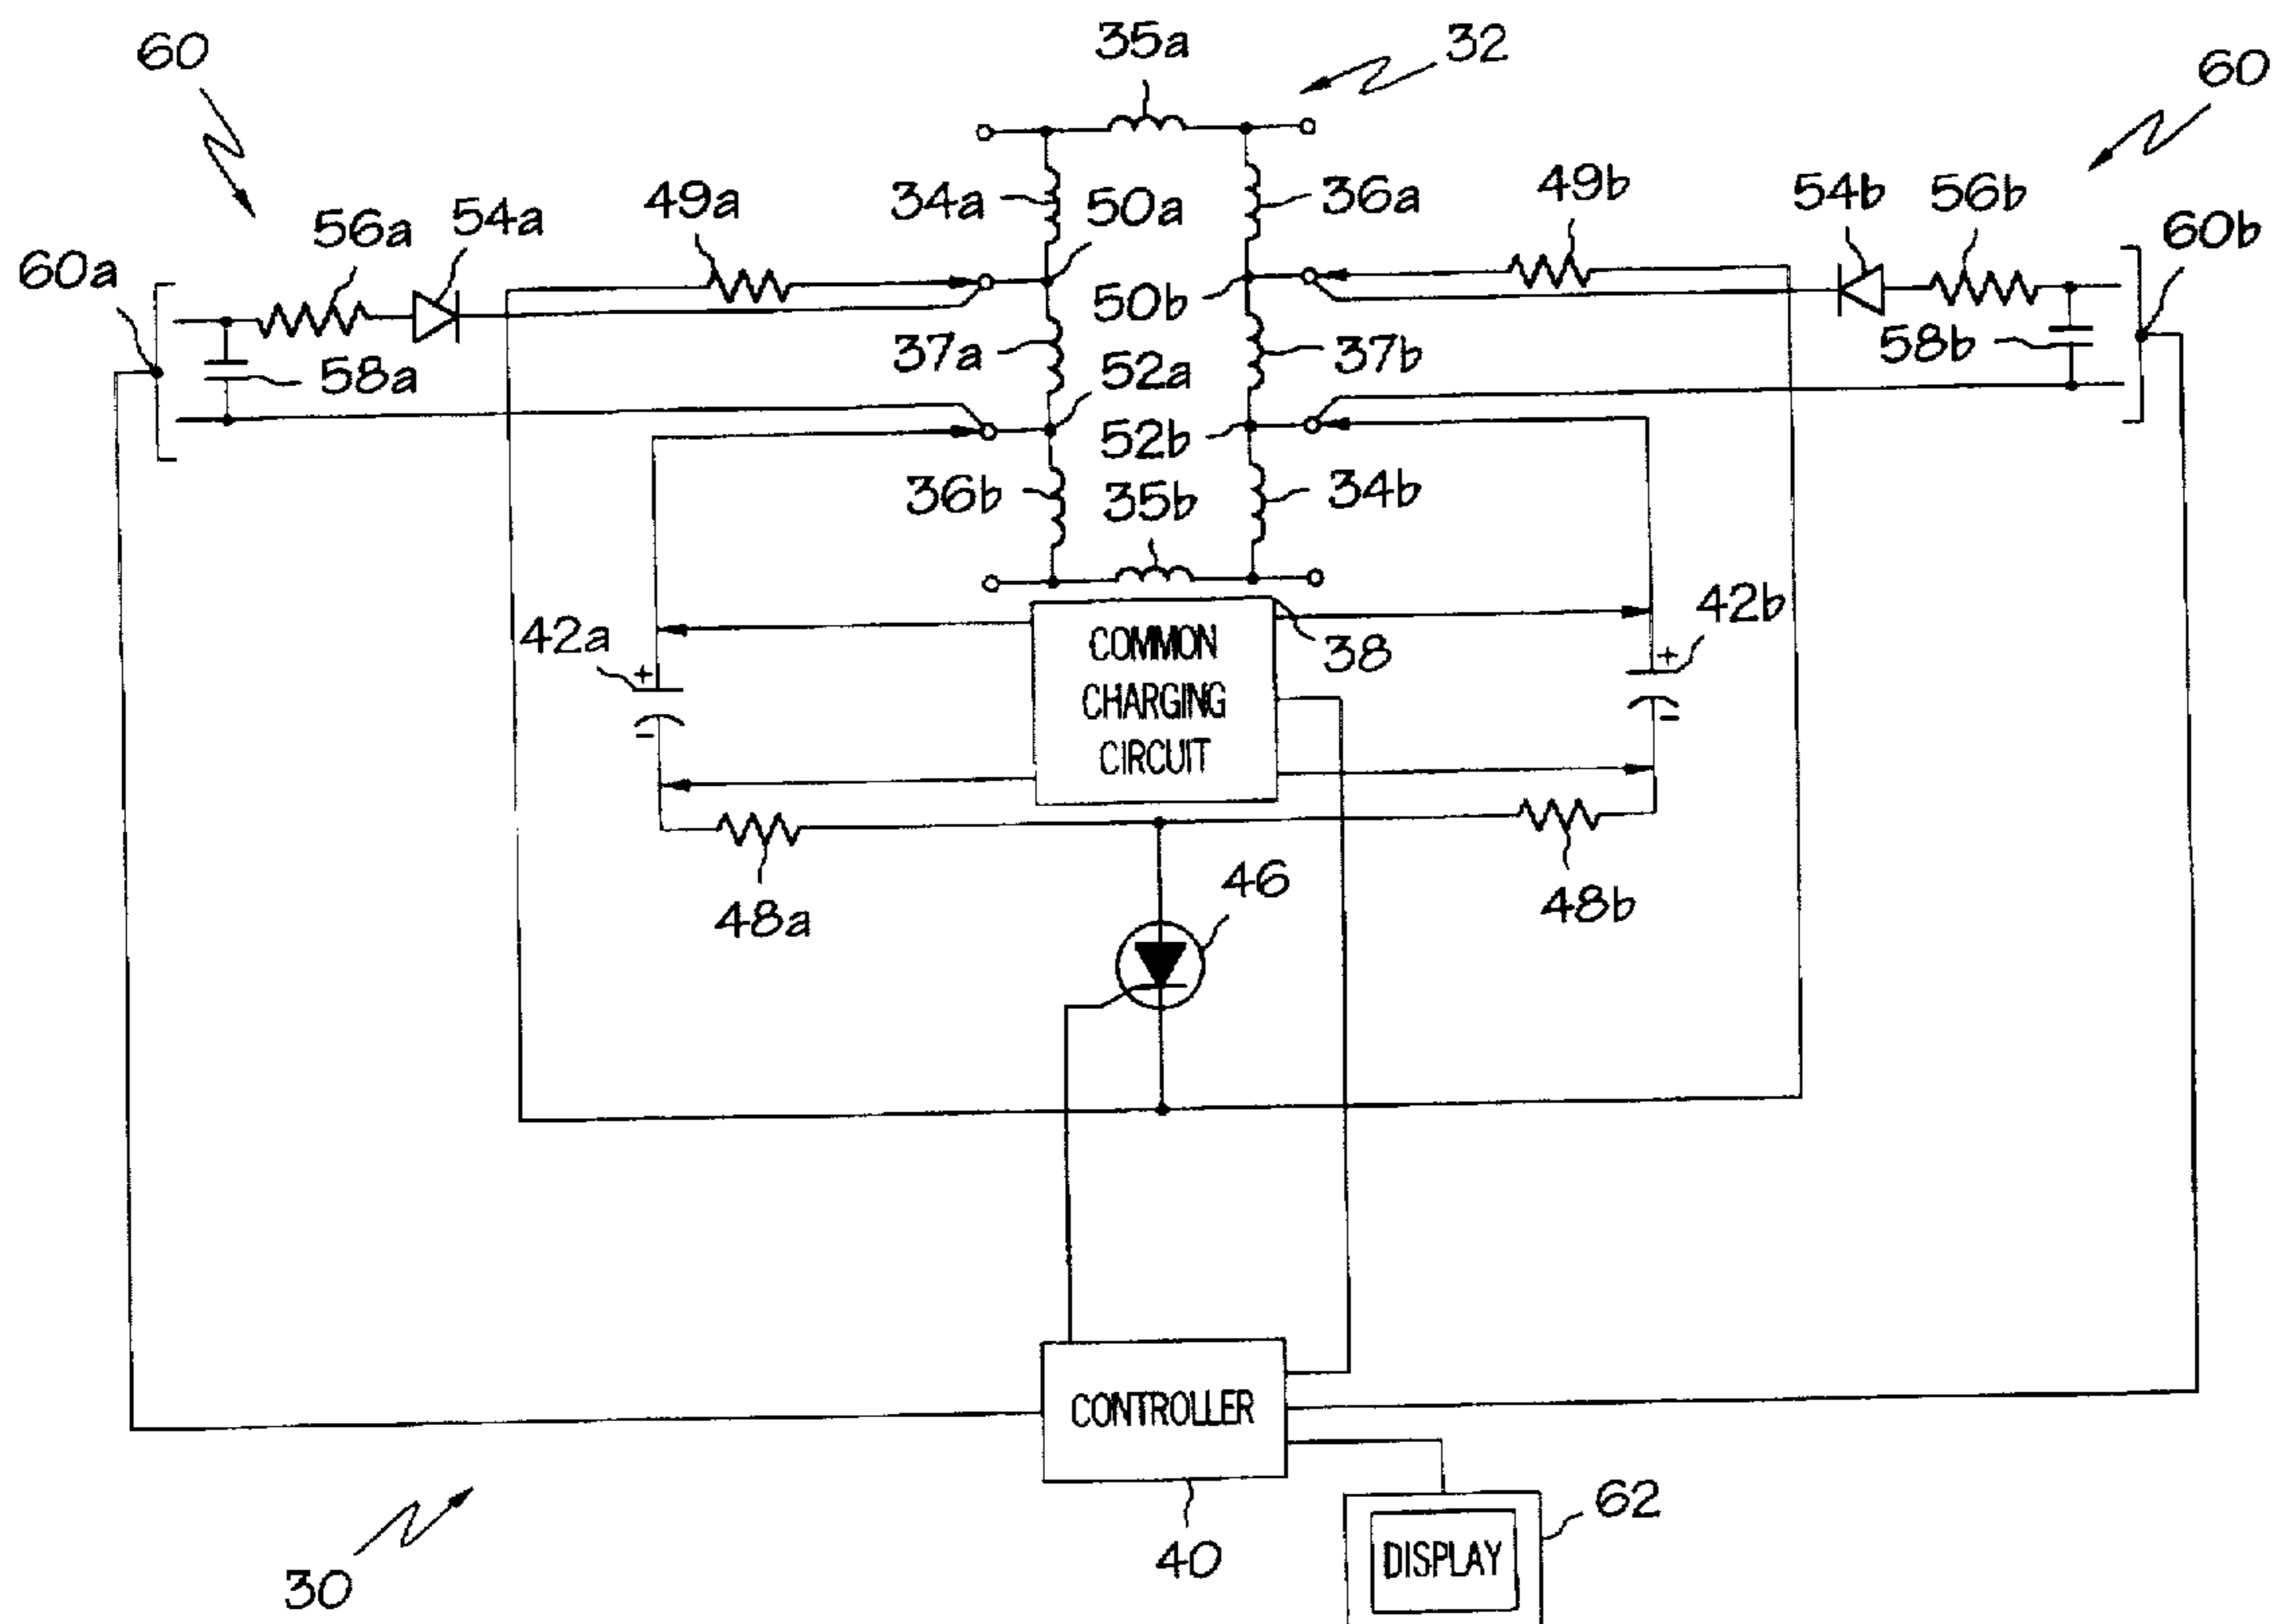 35a
32
60
60
34a
50a
36a
49b
54b
56b
49a
56a
54a
60a
60b
50b
37a
52a
37b
58b
58a
52b
36b
35b
34b
42a
+
-
COMMON
CHARGING
CIRCUIT
38
42b
+
-
48a
46
48b
CONTROLLER
40
62
DISPLAY
30